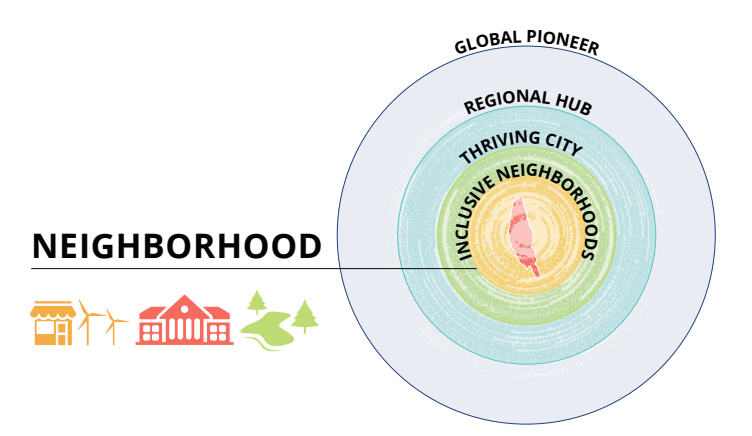 GLOBAL PIONEER
REGIONAL HUB
THRIVING CITY
INCLUSIVE NEIGHBORHOODS
NEIGHBORHOOD